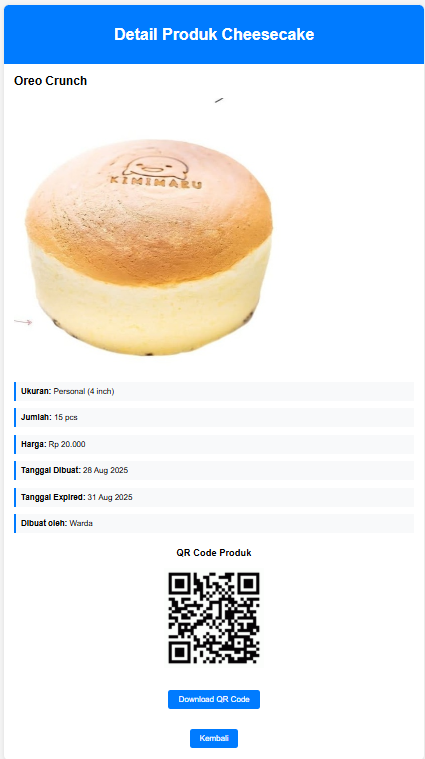 Detail Produk Cheesecake
Oreo Crunch
KIMIMARU
Ukuran: Personal (4 inch)
Jumlah: 15 pcs
Harga: Rp 20,000
Tanggal Dibuat: 28 Aug 2025
Tanggal Expired: 31 Aug 2025
Dibuat oleh: Warda
QR Code Produk
Download QR Code
Kembali